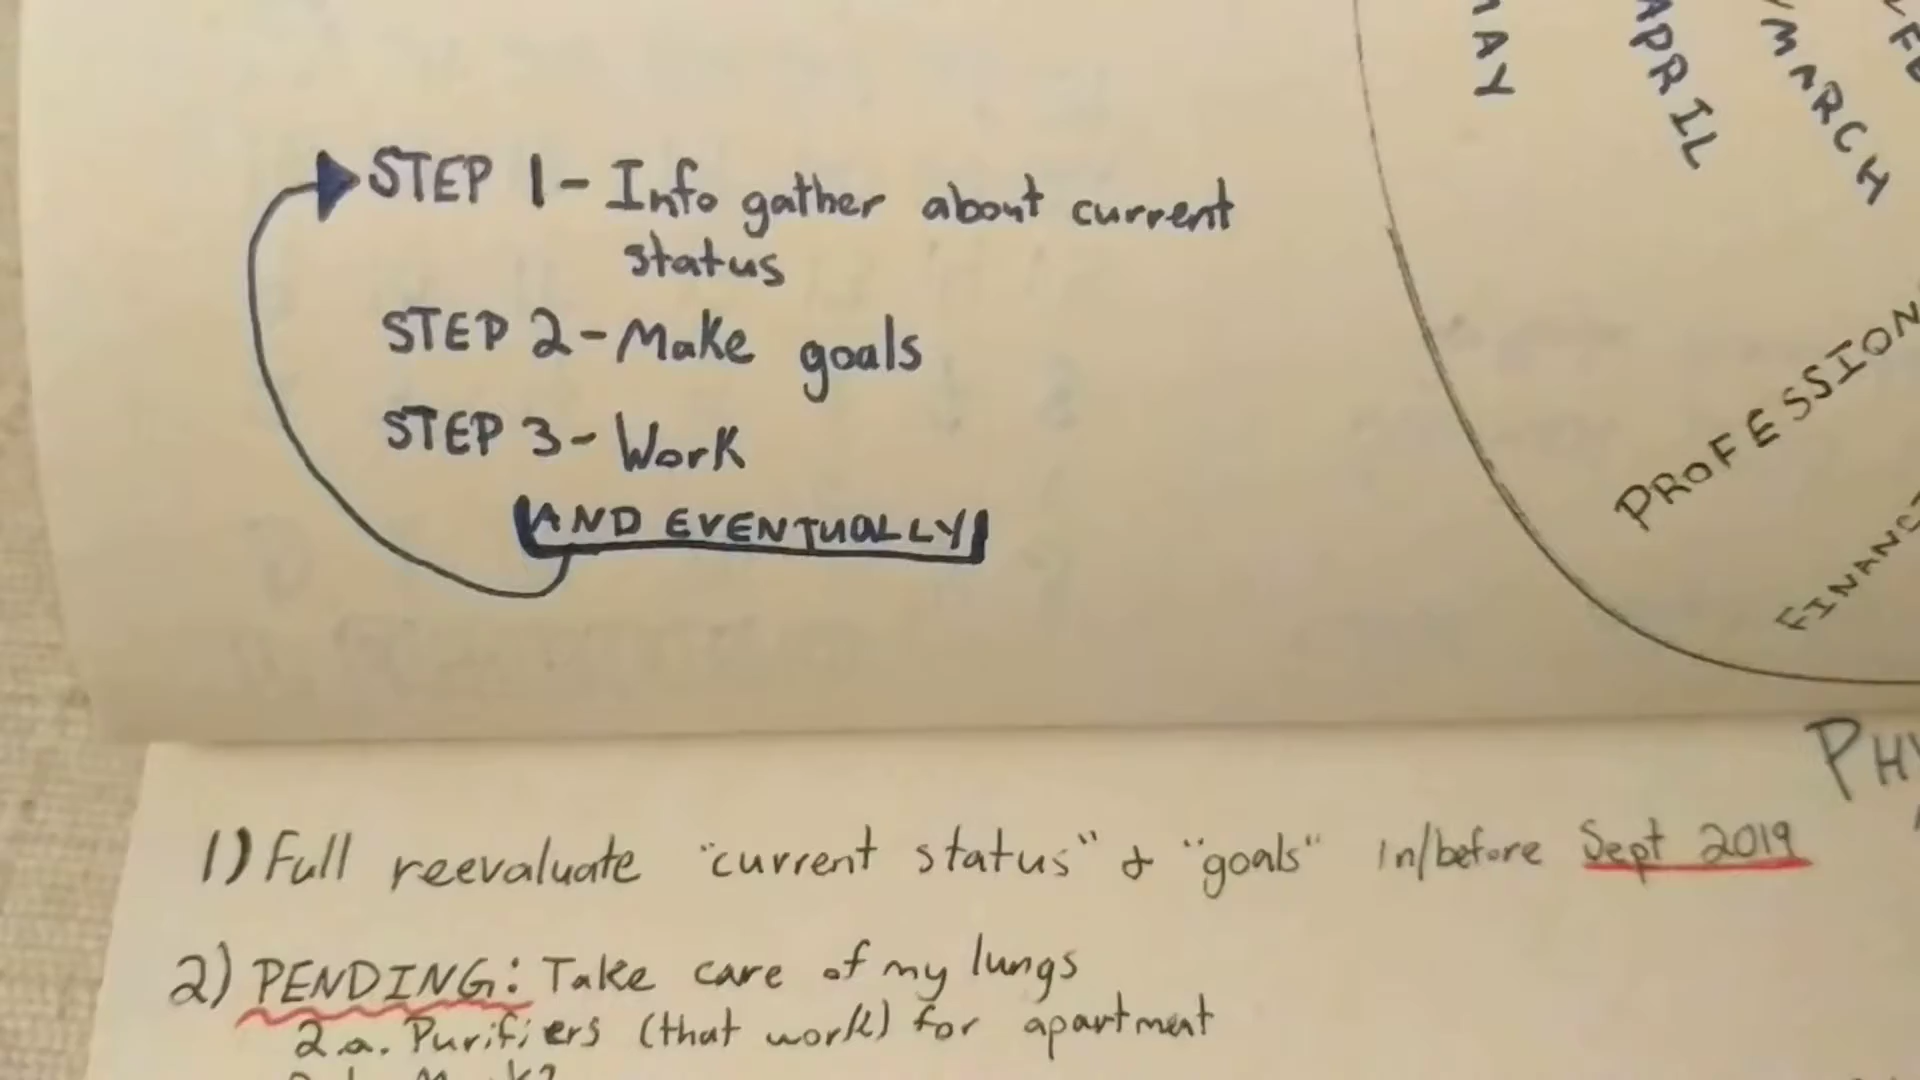 STEP 1 - Info gather about current
status
STEP 2 - Make goals
STEP 3 - Work
AND EVENTUALLY
MAY
APRIL
MARCH
1) Full reevaluate "current status" & "goals" in/before Sept 2019
2) PENDING: Take care of my lungs
2.a. Purifiers (that work) for apartment